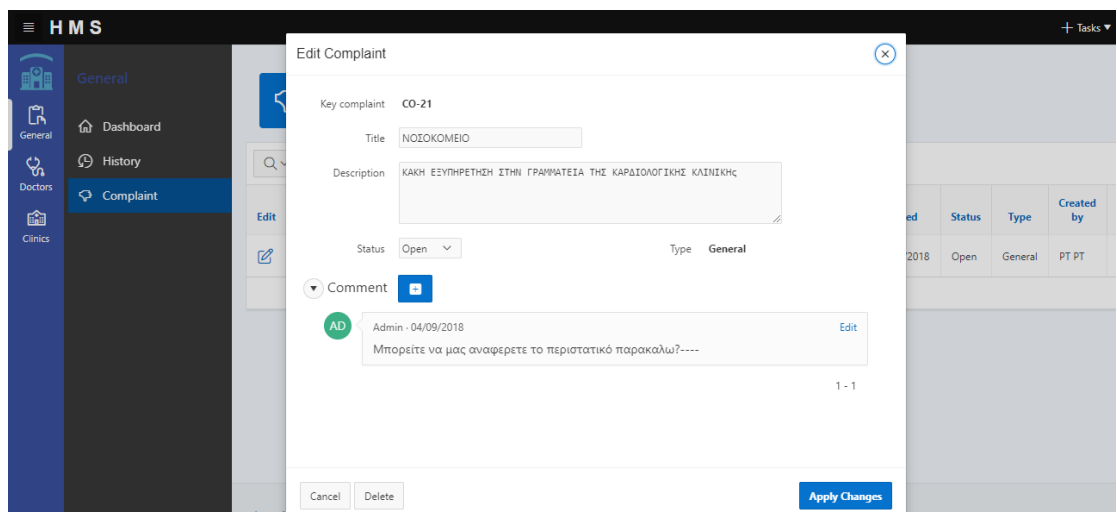 HMS
Tasks
Edit Complaint
General
Key complaint CO-21
General
Dashboard
Title ΝΟΣΟΚΟΜΕΙΟ
History
Description ΚΑΚΗ ΕΞΥΠΗΡΕΤΗΣΗ ΣΤΗΝ ΓΡΑΜΜΑΤΕΙΑ ΤΗΣ ΚΑΡΔΙΟΛΟΓΙΚΗΣ ΚΛΙΝΙΚΗς
Doctors
Complaint
Clinics
Edit
ed Status Type Created by
Status Open Type General
/2018 Open General PT PT
Comment
AD Admin - 04/09/2018 Edit
Μπορείτε να μας αναφερετε το περιστατικό παρακαλω?----
1 - 1
Cancel Delete Apply Changes